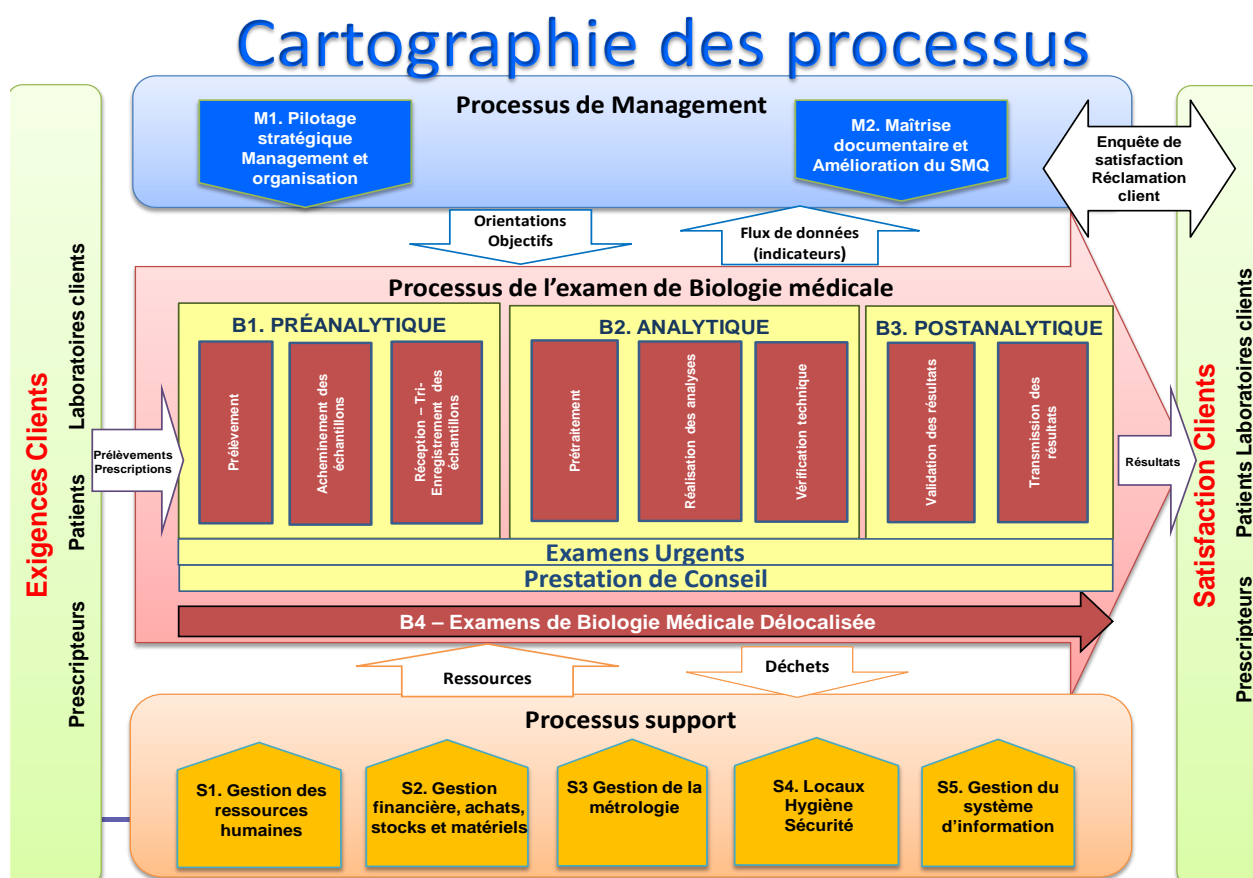 Cartographie des processus
Processus de Management
M1. Pilotage
stratégique
Management et
organisation
M2. Maîtrise
documentaire et
Amélioration du SMQ
Enquête de
satisfaction
Réclamation
client
Orientations
Objectifs
Flux de données
(indicateurs)
Exigences Clients
Prescripteurs
Patients
Laboratoires clients
Prélèvements
Prescriptions
Processus de l’examen de Biologie médicale
B1. PRÉANALYTIQUE
Prélèvement
Acheminement des
échantillons
Réception – Tri-
Enregistrement des
échantillons
B2. ANALYTIQUE
Prétraitement
Réalisation des analyses
Vérification technique
B3. POSTANALYTIQUE
Validation des résultats
Transmission des
résultats
Examens Urgents
Prestation de Conseil
B4 – Examens de Biologie Médicale Délocalisée
Résultats
Satisfaction Clients
Prescripteurs
Patients Laboratoires clients
Ressources
Déchets
Processus support
S1. Gestion des
ressources
humaines
S2. Gestion
financière, achats,
stocks et matériels
S3 Gestion de la
métrologie
S4. Locaux
Hygiène
Sécurité
S5. Gestion du
système
d’information